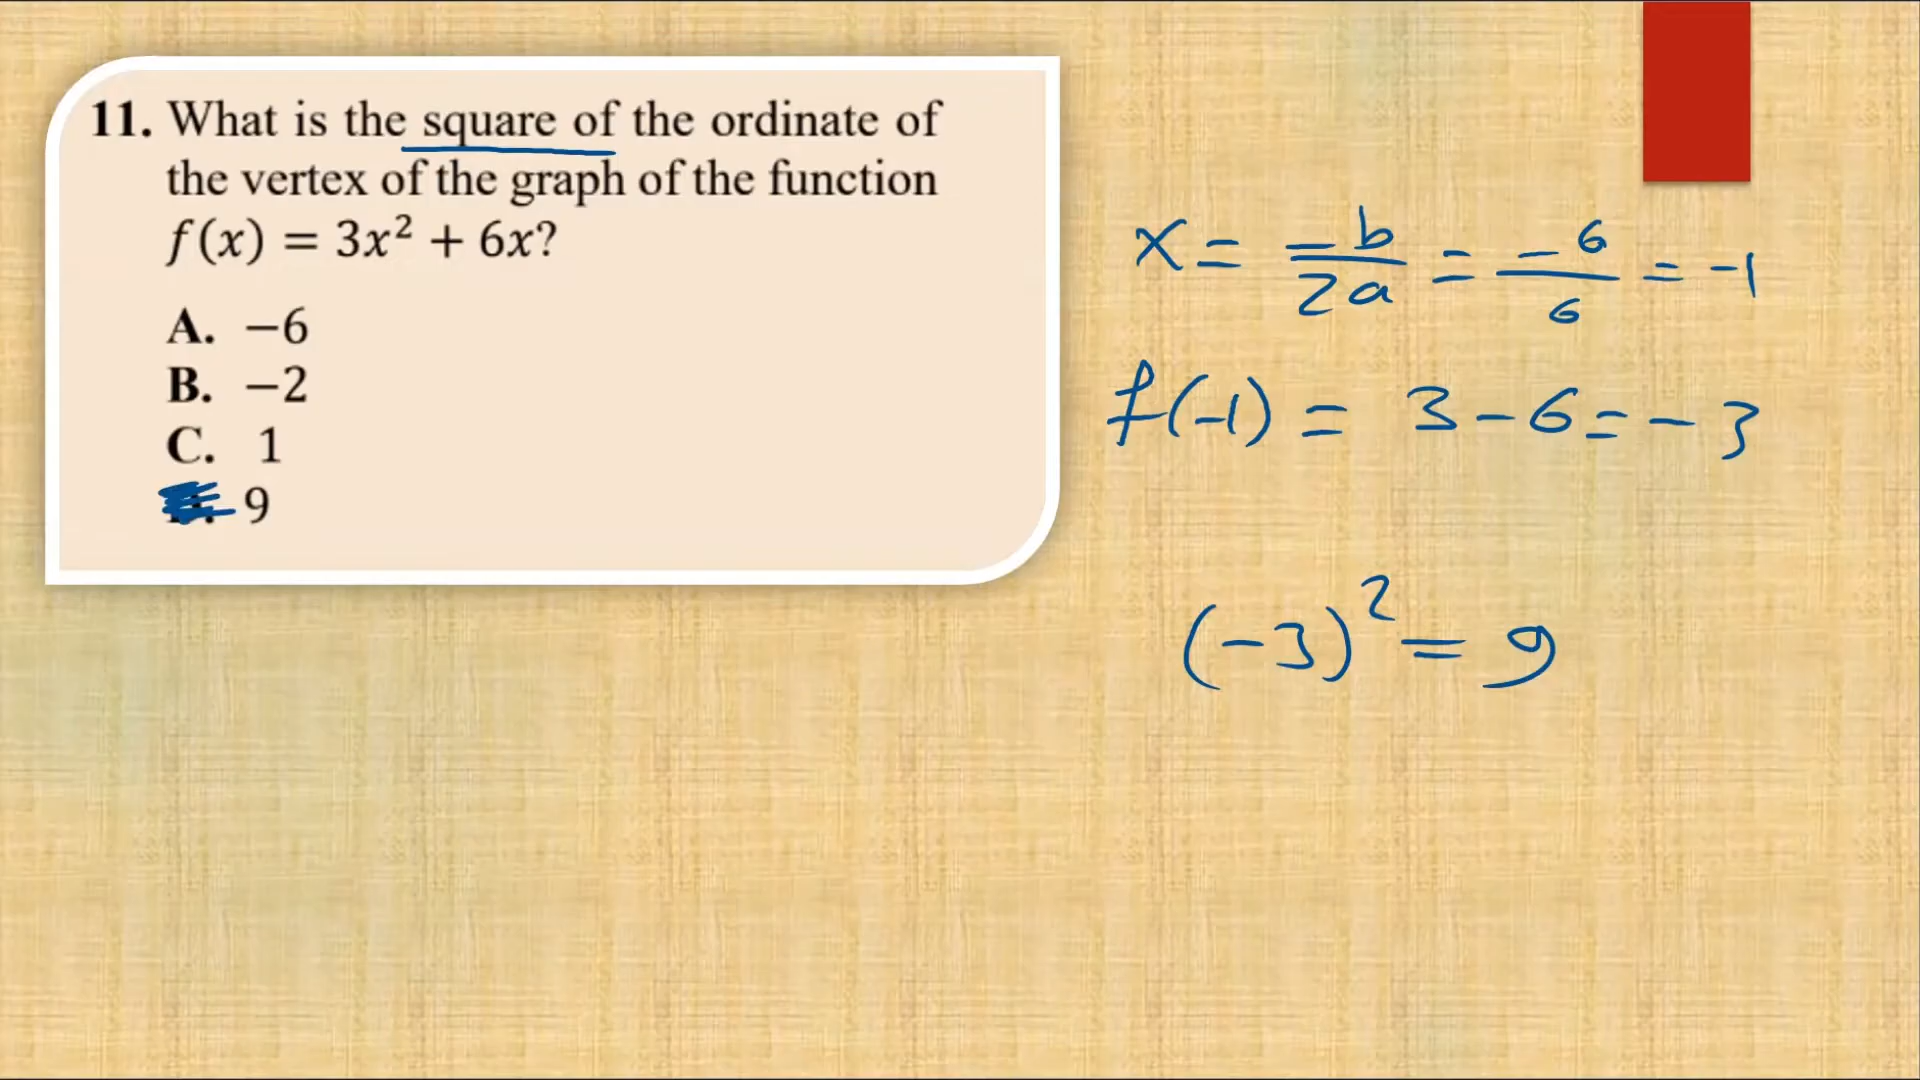 11. What is the square of the ordinate of
the vertex of the graph of the function
f(x) = 3x² + 6x?
A. −6
B. −2
C. 1
9
x = -b/2a = -6/6 = -1
f(-1) = 3 - 6 = - 3
(-3)² = 9